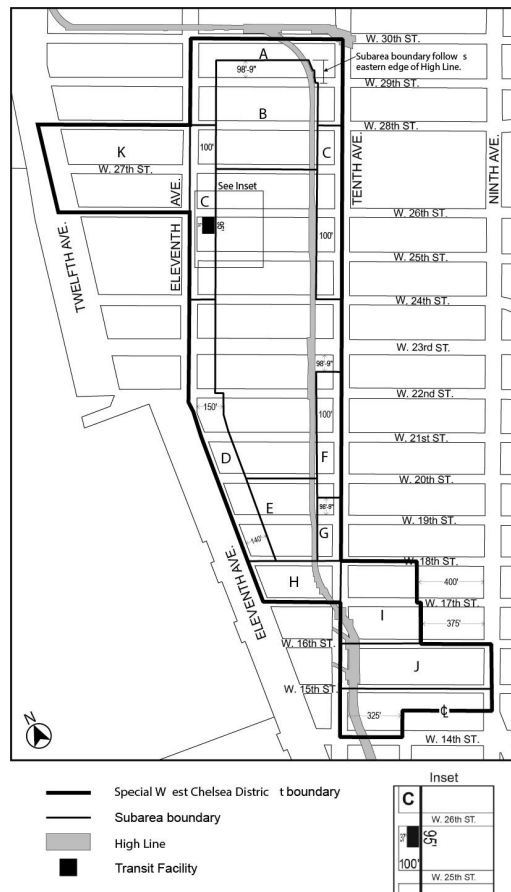 W. 30th ST.
A
Subarea boundary follow s
eastern edge of High Line.
98'-9"
W. 29th ST.
B
W. 28th ST.
K
100'
C
W. 27th ST.
AVE.
TENTH AVE.
NINTH AVE.
See Inset
C
W. 26th ST.
95'
100'
TWELFTH AVE.
ELEVENTH
W. 25th ST.
W. 24th ST.
W. 23rd ST.
98'-9"
W. 22nd ST.
150'
100'
W. 21st ST.
D
F
W. 20th ST.
E
98'-9"
W. 19th ST.
140'
G
W. 18th ST.
H
400'
W. 17th ST.
ELEVENTH AVE.
I
375'
W. 16th ST.
J
W. 15th ST.
325'
℄
W. 14th ST.
N
Special W est Chelsea Distric t boundary
Subarea boundary
High Line
Transit Facility
Inset
C
W. 26th ST.
37'
95'
100'
W. 25th ST.